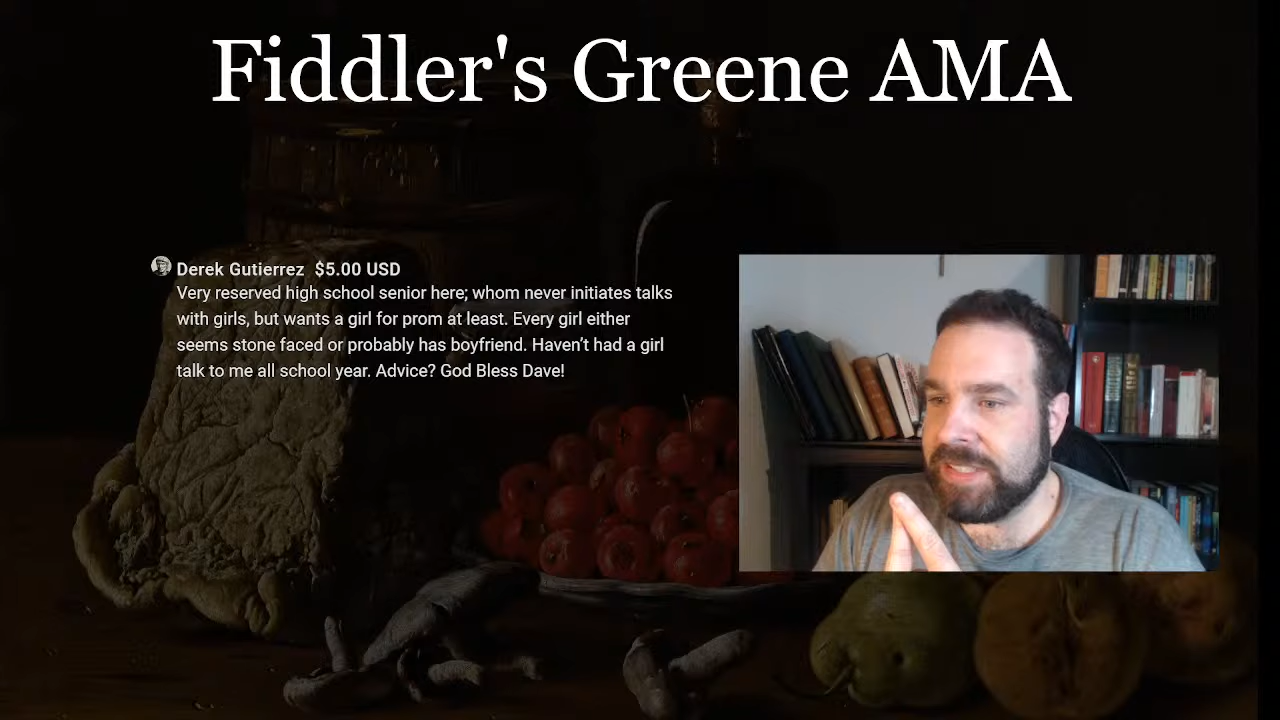 Fiddler's Greene AMA
Derek Gutierrez $5.00 USD
Very reserved high school senior here; whom never initiates talks
with girls, but wants a girl for prom at least. Every girl either
seems stone faced or probably has boyfriend. Haven’t had a girl
talk to me all school year. Advice? God Bless Dave!